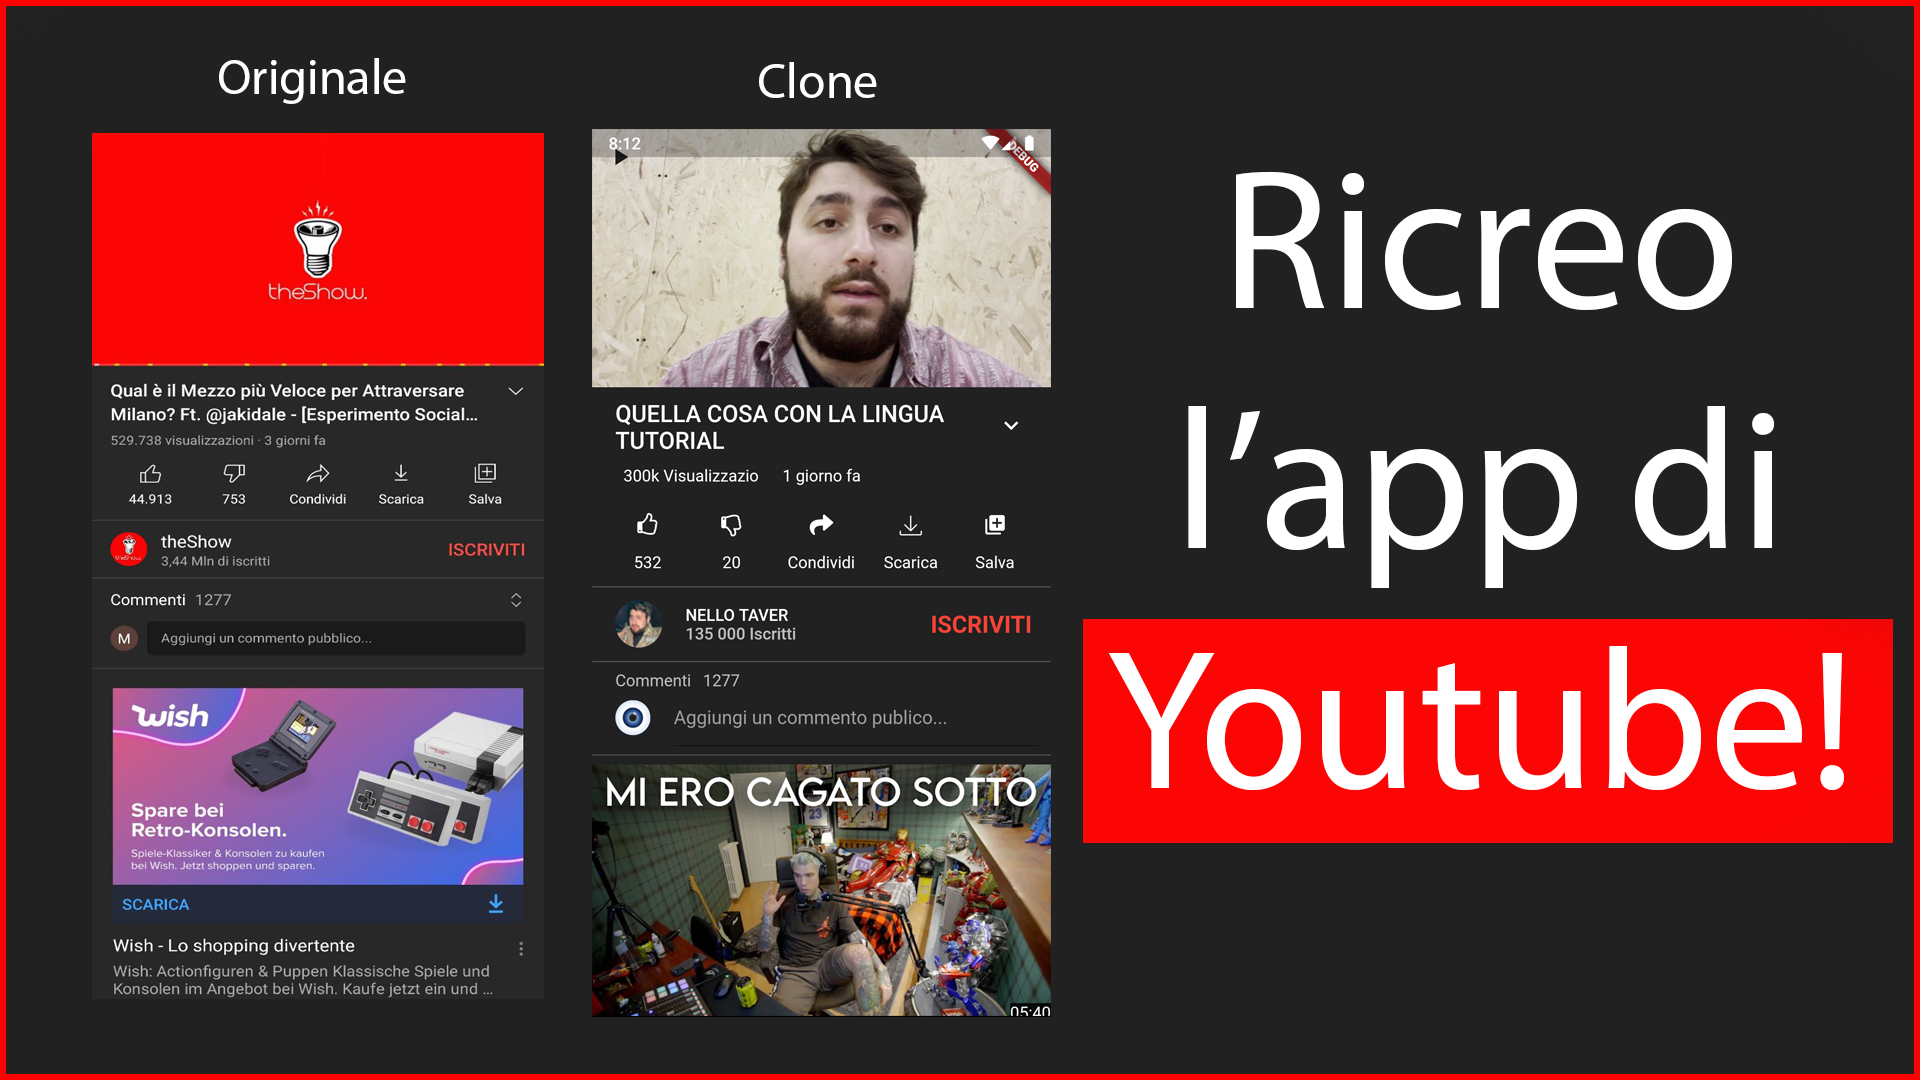 Originale
theShow.
Qual è il Mezzo più Veloce per Attraversare
Milano? Ft. @jakidale - [Esperimento Social...
529.738 visualizzazioni · 3 giorni fa
44.913 753 Condividi Scarica Salva
theShow
3,44 Mln di iscritti
ISCRIVITI
Commenti 1277
M Aggiungi un commento pubblico...
wish
Spare bei
Retro-Konsolen.
Spiele-Klassiker & Konsolen zu kaufen
bei Wish. Jetzt shoppen und sparen.
SCARICA
Wish - Lo shopping divertente
Wish: Actionfiguren & Puppen Klassische Spiele und
Konsolen im Angebot bei Wish. Kaufe jetzt ein und ...
Clone
8:12
DEBUG
QUELLA COSA CON LA LINGUA
TUTORIAL
300k Visualizzazio 1 giorno fa
532 20 Condividi Scarica Salva
NELLO TAVER
135 000 Iscritti
ISCRIVITI
Commenti 1277
Aggiungi un commento publico...
MI ERO CAGATO SOTTO
23
05:40
Ricreo
l’app di
Youtube!